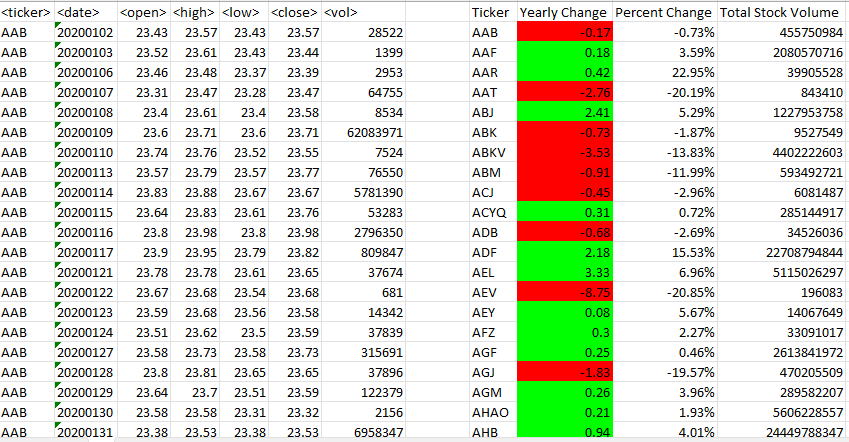 <ticker> <date> <open> <high> <low> <close> <vol> Ticker Yearly Change Percent Change Total Stock Volume
AAB 20200102 23.43 23.57 23.43 23.57 28522 AAB -0.17 -0.73% 455750984
AAB 20200103 23.52 23.61 23.43 23.44 1399 AAF 0.18 3.59% 2080570716
AAB 20200106 23.46 23.48 23.37 23.39 2953 AAR 0.42 22.95% 39905528
AAB 20200107 23.31 23.47 23.28 23.47 64755 AAT -2.76 -20.19% 843410
AAB 20200108 23.4 23.61 23.4 23.58 8534 ABJ 2.41 5.29% 1227953758
AAB 20200109 23.6 23.71 23.6 23.71 62083971 ABK -0.73 -1.87% 9527549
AAB 20200110 23.74 23.76 23.52 23.55 7524 ABKV -3.53 -13.83% 4402222603
AAB 20200113 23.57 23.79 23.57 23.77 76550 ABM -0.91 -11.99% 593492721
AAB 20200114 23.83 23.88 23.67 23.67 5781390 ACJ -0.45 -2.96% 6081487
AAB 20200115 23.64 23.83 23.61 23.76 53283 ACYQ 0.31 0.72% 285144917
AAB 20200116 23.8 23.98 23.8 23.98 2796350 ADB -0.68 -2.69% 34526036
AAB 20200117 23.9 23.95 23.79 23.82 809847 ADF 2.18 15.53% 22708794844
AAB 20200121 23.78 23.78 23.61 23.65 37674 AEL 3.33 6.96% 5115026297
AAB 20200122 23.67 23.68 23.54 23.68 681 AEV -8.75 -20.85% 196083
AAB 20200123 23.59 23.68 23.56 23.58 14342 AEY 0.08 5.67% 14067649
AAB 20200124 23.51 23.62 23.5 23.59 37839 AFZ 0.3 2.27% 33091017
AAB 20200127 23.58 23.73 23.58 23.73 315691 AGF 0.25 0.46% 2613841972
AAB 20200128 23.8 23.81 23.65 23.65 37896 AGJ -1.83 -19.57% 470205509
AAB 20200129 23.64 23.7 23.51 23.59 122379 AGM 0.26 3.96% 289582207
AAB 20200130 23.58 23.58 23.31 23.32 2156 AHAO 0.21 1.93% 5606228557
AAB 20200131 23.38 23.53 23.38 23.53 6958347 AHB 0.94 4.01% 24449788347